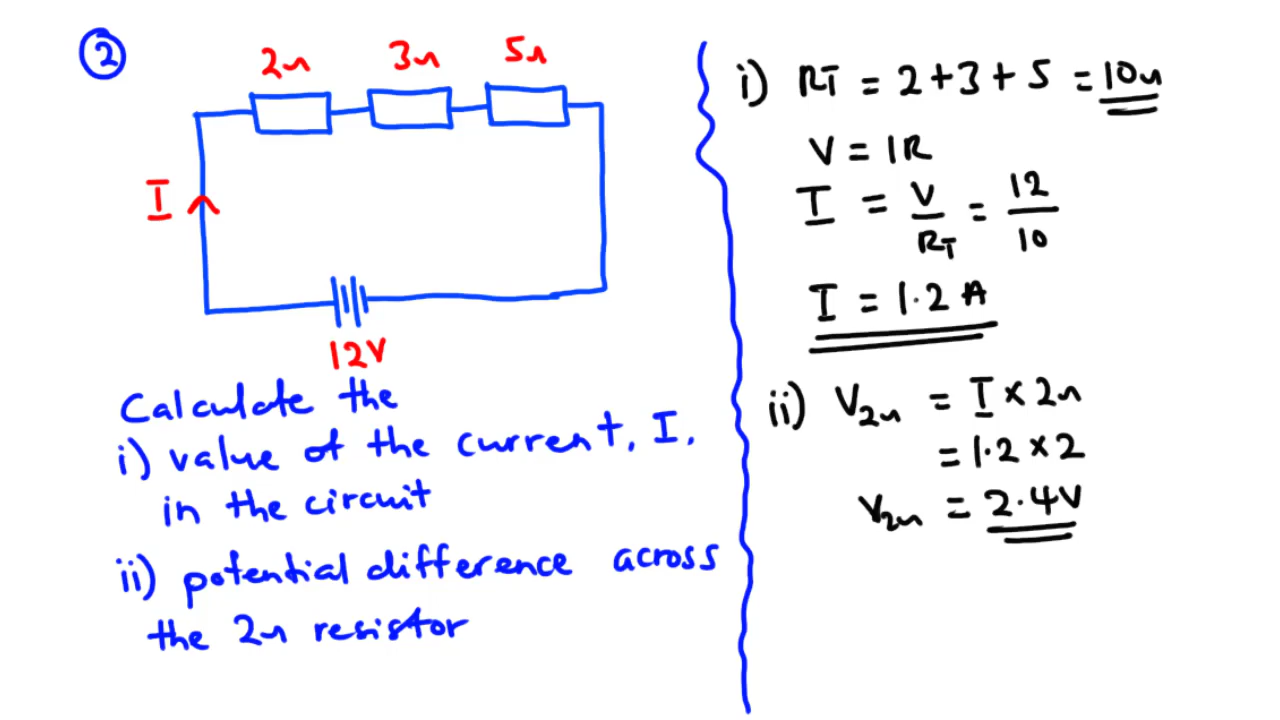 2
2Ω 3Ω 5Ω
I
12V
Calculate the
i) value of the current, I,
in the circuit
ii) potential difference across
the 2Ω resistor
i) RT = 2+3+5 = 10Ω
V = IR
I = V/RT = 12/10
I = 1.2 A
ii) V2Ω = I × 2Ω
= 1.2 × 2
V2Ω = 2.4V